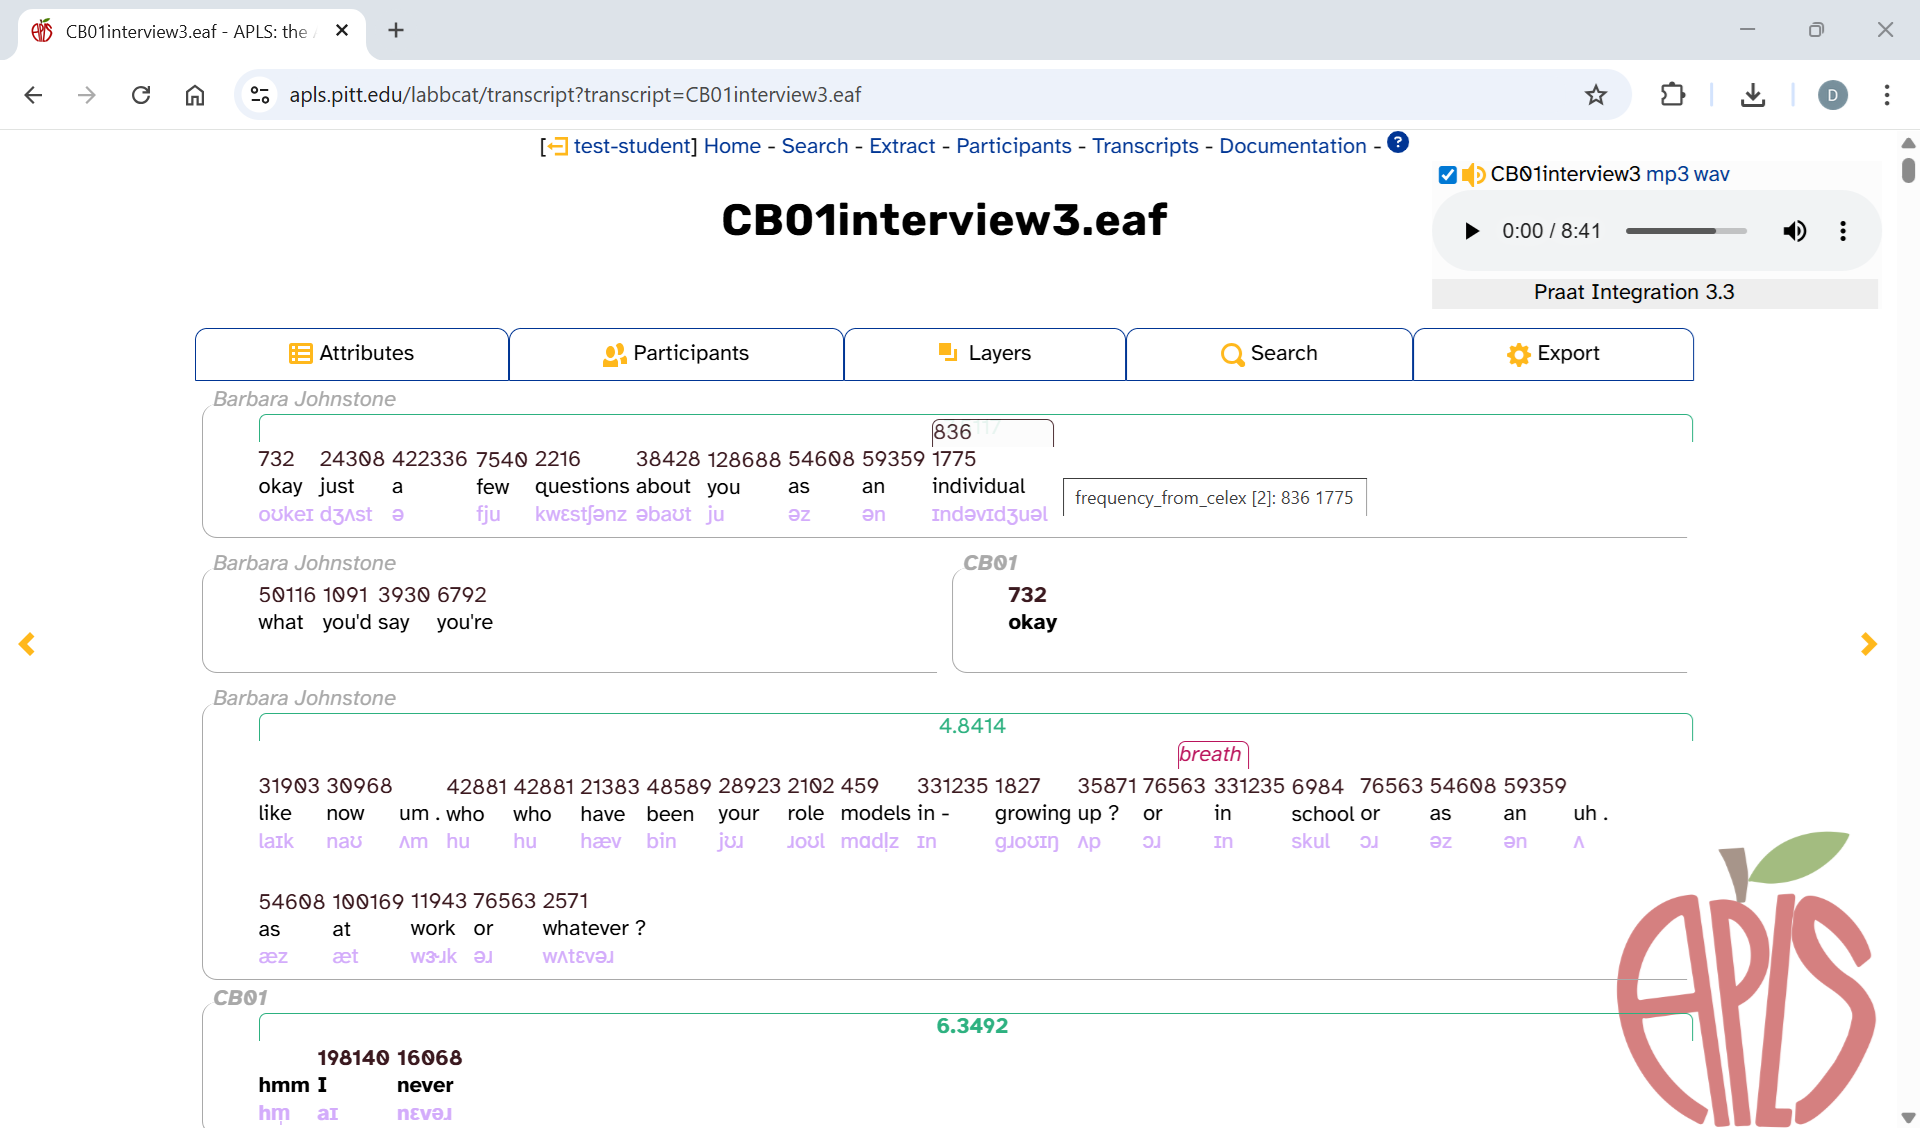 CB01interview3.eaf - APLS: the
apls.pitt.edu/labbcat/transcript?transcript=CB01interview3.eaf
D
[ test-student] Home - Search - Extract - Participants - Transcripts - Documentation - ?
CB01interview3 mp3 wav
CB01interview3.eaf
0:00 / 8:41
Praat Integration 3.3
Attributes Participants Layers Search Export
Barbara Johnstone
836
732 24308 422336 7540 2216 38428 128688 54608 59359 1775
okay just a few questions about you as an individual
oʊkeɪ dʒʌst ə fju kwɛstʃənz əbaʊt ju əz ən ɪndəvɪdʒuəl
frequency_from_celex [2]: 836 1775
Barbara Johnstone
50116 1091 3930 6792
what you'd say you're
CB01
732
okay
Barbara Johnstone
4.8414
breath
31903 30968 42881 42881 21383 48589 28923 2102 459 331235 1827 35871 76563 331235 6984 76563 54608 59359
like now um . who who have been your role models in - growing up ? or in school or as an uh .
laɪk naʊ ʌm hu hu hæv bin jʊɹ ɹoʊl mɑdl̩z ɪn ɡɹoʊɪŋ ʌp ɔɹ ɪn skul ɔɹ əz ən ʌ
54608 100169 11943 76563 2571
as at work or whatever ?
æz æt wɝɹk əɹ wʌtɛvəɹ
CB01
6.3492
198140 16068
hmm I never
hm̩ aɪ nɛvəɹ
APLS